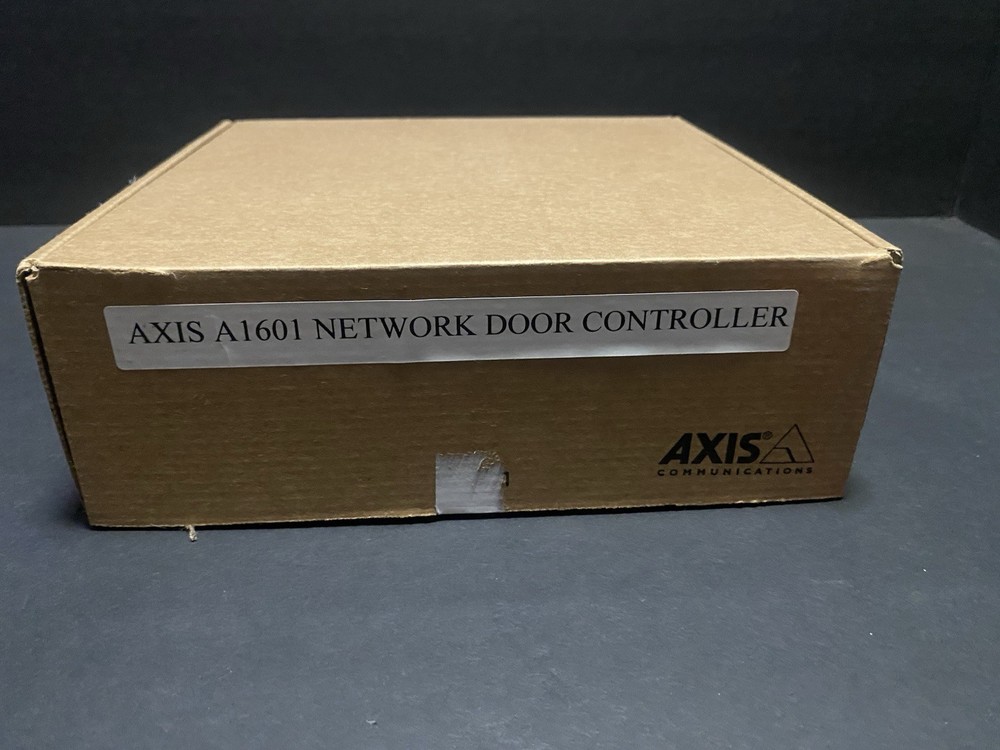 AXIS A1601 NETWORK DOOR CONTROLLER
AXIS®
COMMUNICATIONS